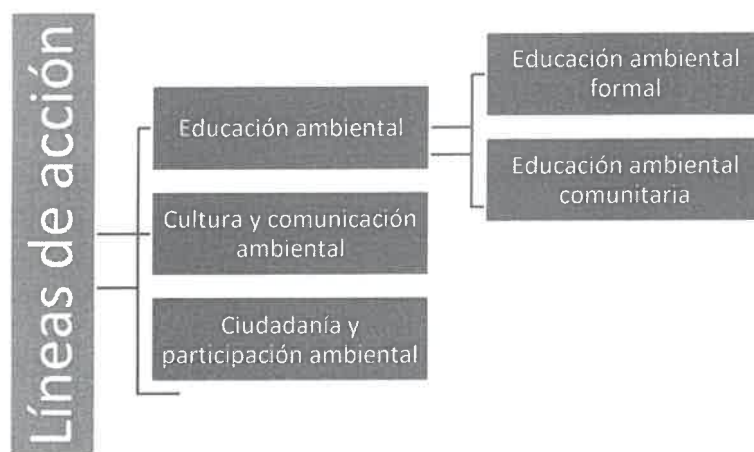 Líneas de acción
Educación ambiental
Cultura y comunicación
ambiental
Ciudadanía y
participación ambiental
Educación ambiental
formal
Educación ambiental
comunitaria